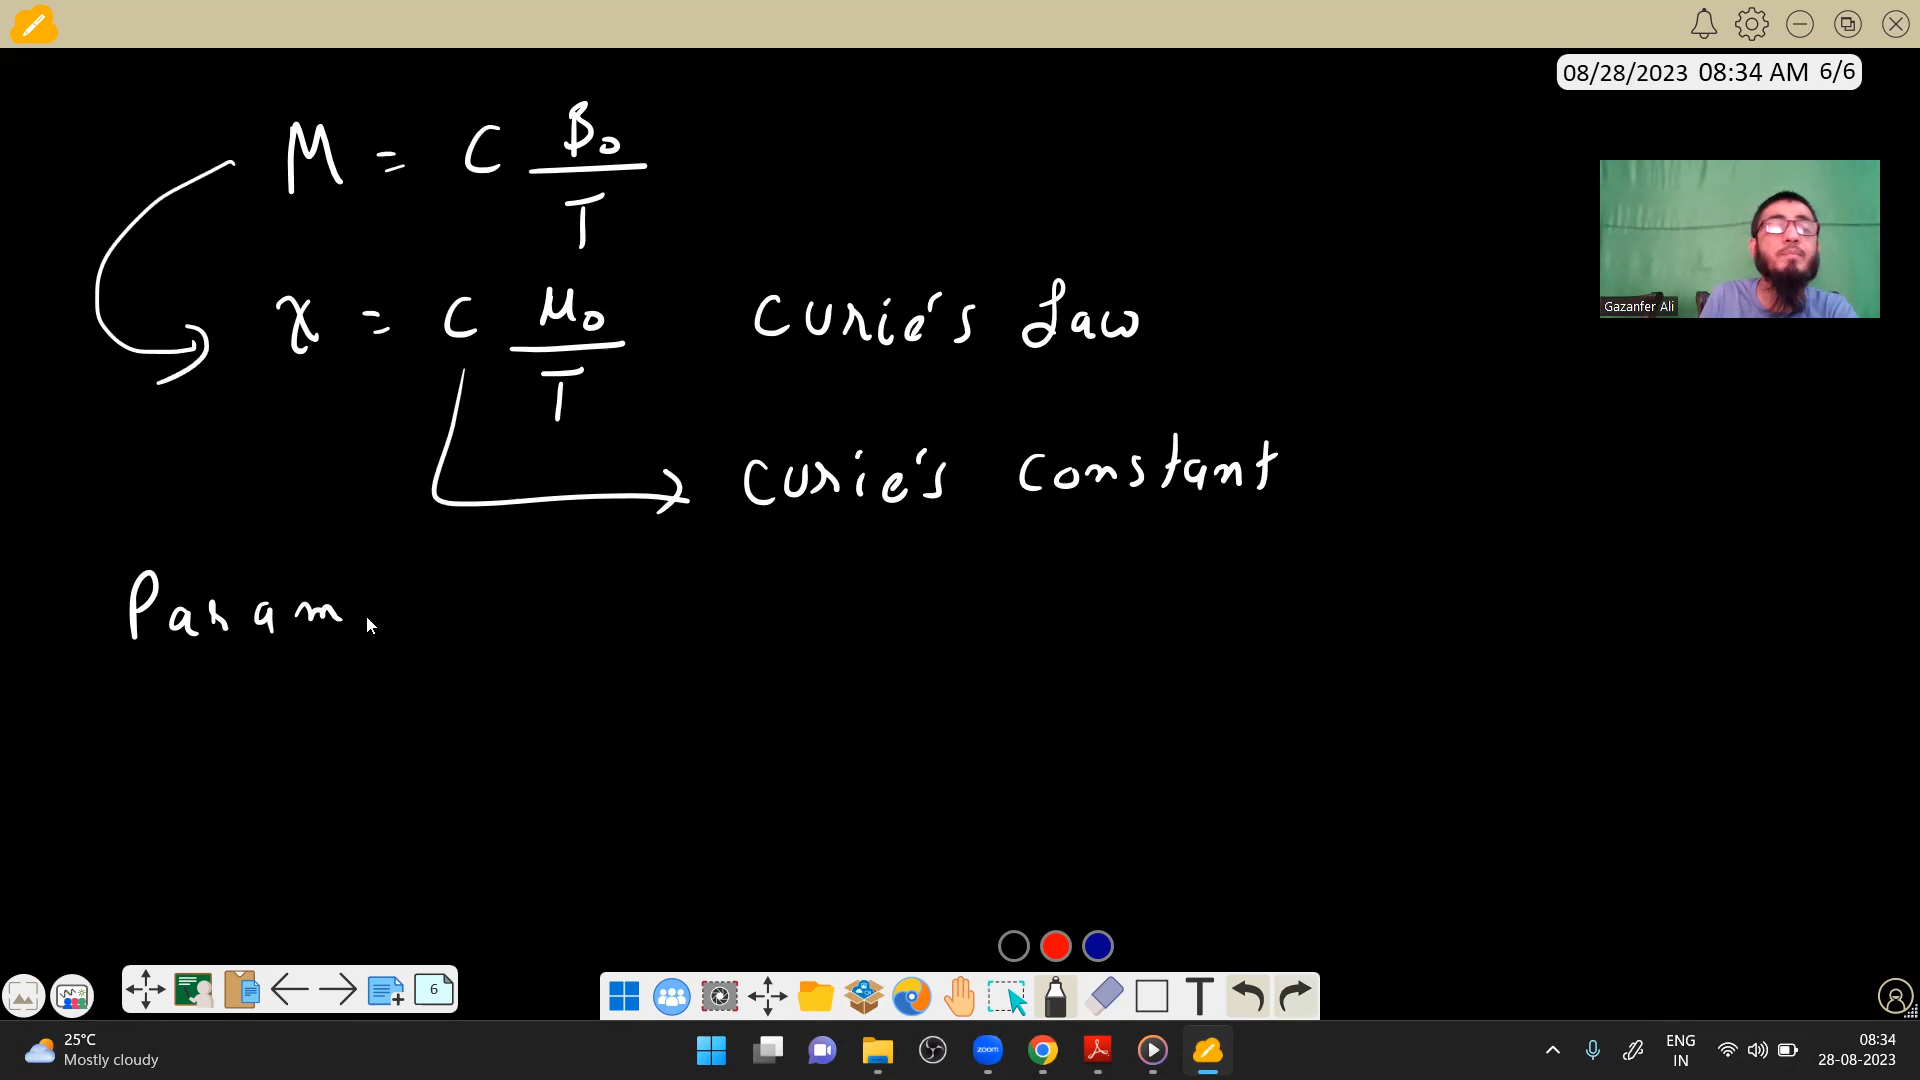 08/28/2023 08:34 AM 6/6
M = C B₀/T
χ = C μ₀/T Curie's Law
Curie's Constant
Gazanfer Ali
Param
6
25°C
Mostly cloudy
zoom
ENG
IN
08:34
28-08-2023